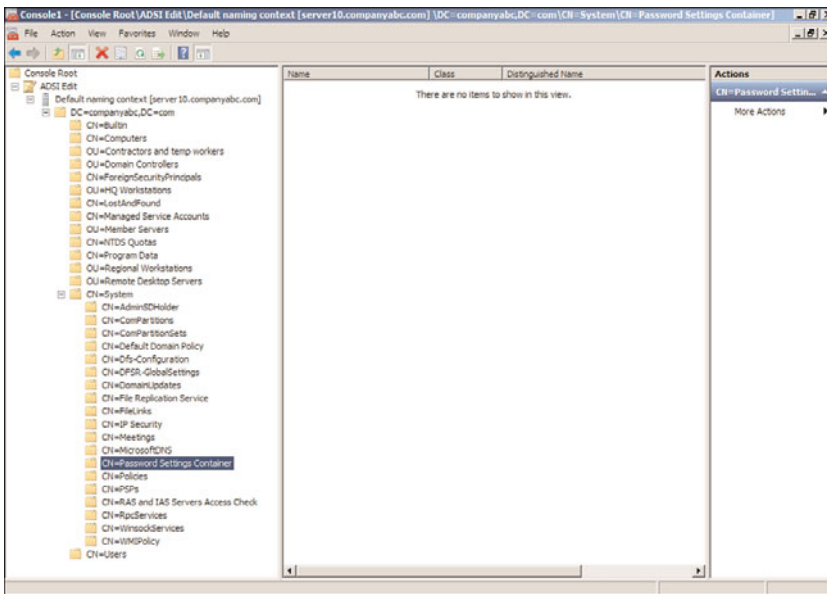 Console1 - [Console Root\ADSI Edit\Default naming context [server10.companyabc.com] \DC=companyabc,DC=com\CN=System\CN=Password Settings Container]
File Action View Favorites Window Help
Console Root
ADSI Edit
Default naming context [server10.companyabc.com]
DC=companyabc,DC=com
CN=Builtin
CN=Computers
OU=Contractors and temp workers
OU=Domain Controllers
CN=ForeignSecurityPrincipals
OU=HQ Workstations
CN=LostAndFound
CN=Managed Service Accounts
OU=Member Servers
CN=NTDS Quotas
CN=Program Data
OU=Regional Workstations
OU=Remote Desktop Servers
CN=System
CN=AdminSDHolder
CN=ComPartitions
CN=ComPartitionSets
CN=Default Domain Policy
CN=Dfs-Configuration
CN=DFSR-GlobalSettings
CN=DomainUpdates
CN=File Replication Service
CN=FileLinks
CN=IP Security
CN=Meetings
CN=MicrosoftDNS
CN=Password Settings Container
CN=Policies
CN=PSPs
CN=RAS and IAS Servers Access Check
CN=RpcServices
CN=WinsockServices
CN=WMIPolicy
CN=Users
Name Class Distinguished Name
There are no items to show in this view.
Actions
CN=Password Settin...
More Actions